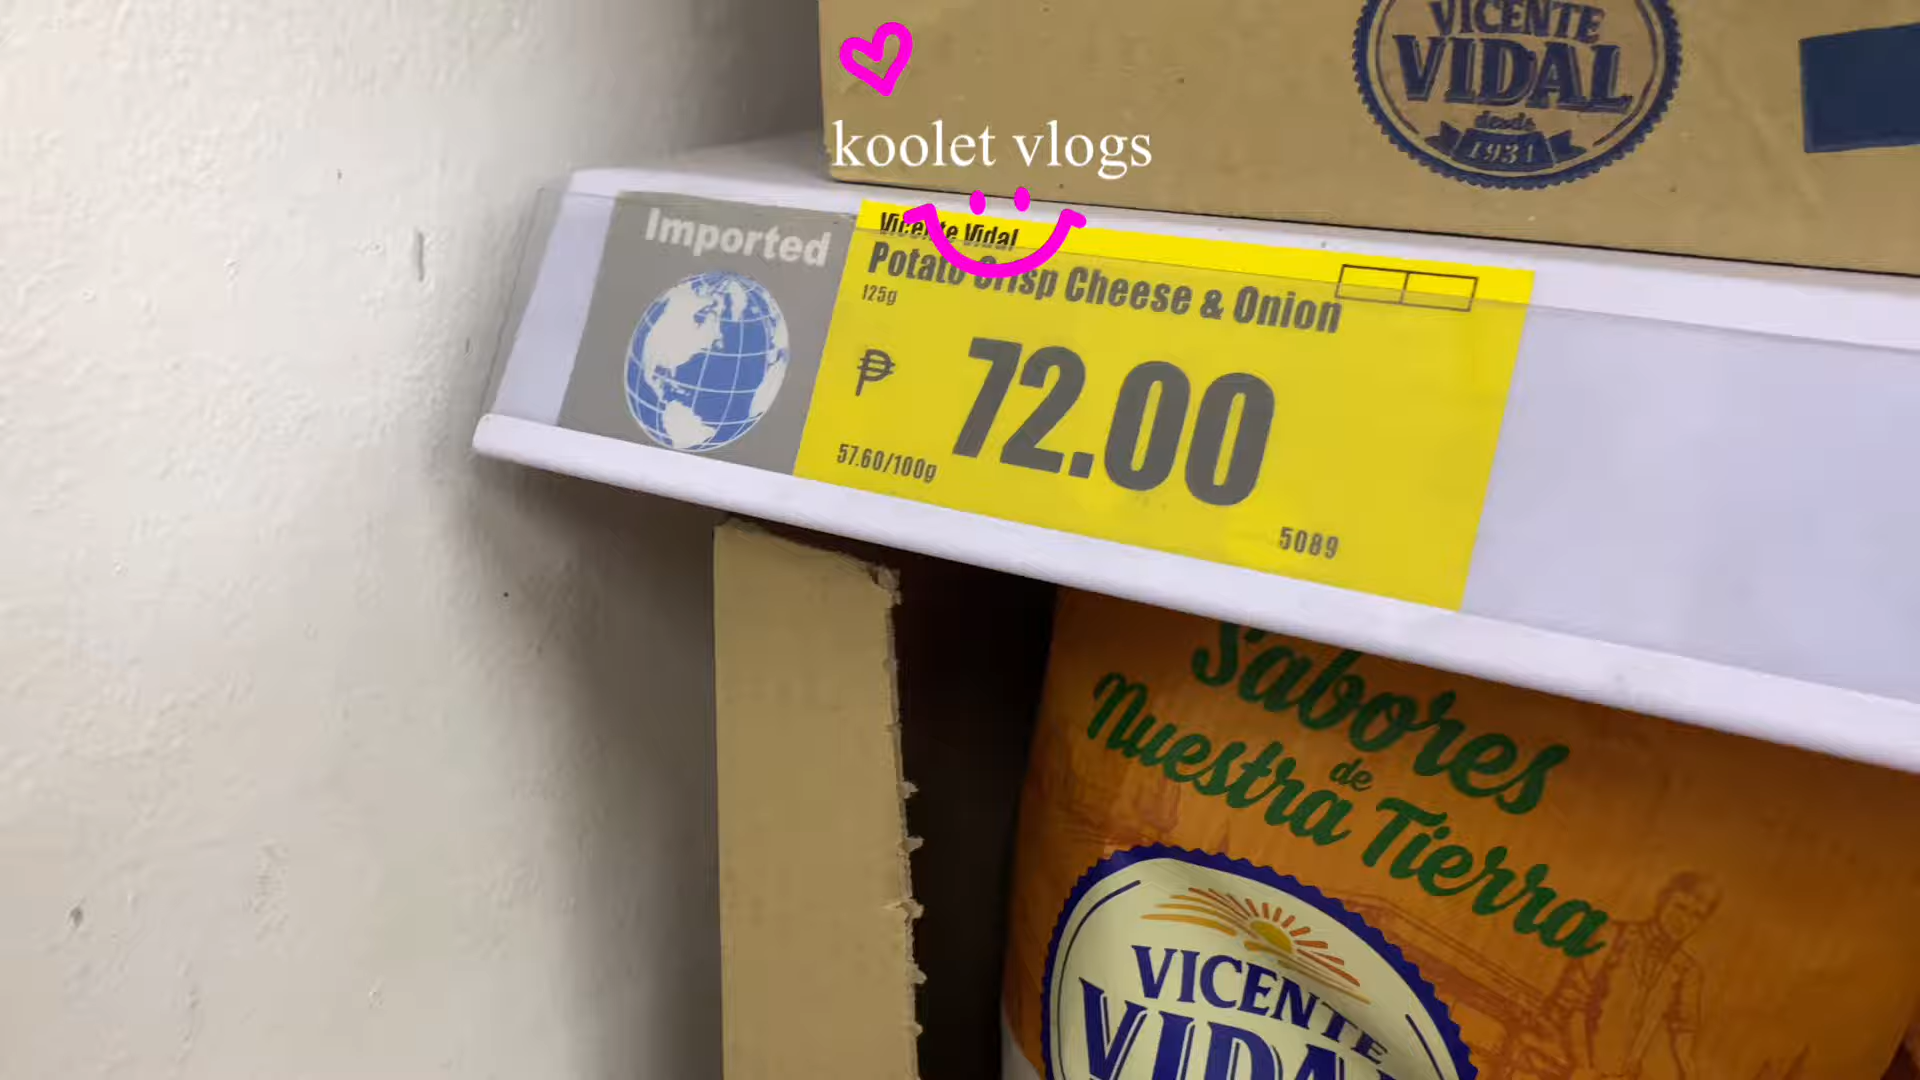 VICENTE
VIDAL
desde
1931
koolet vlogs
Imported
Vicente Vidal
Potato Crisp Cheese & Onion
125g
₱ 72.00
57.60/100g
5089
Sabores
de
Nuestra Tierra
VICENTE
VIDAL